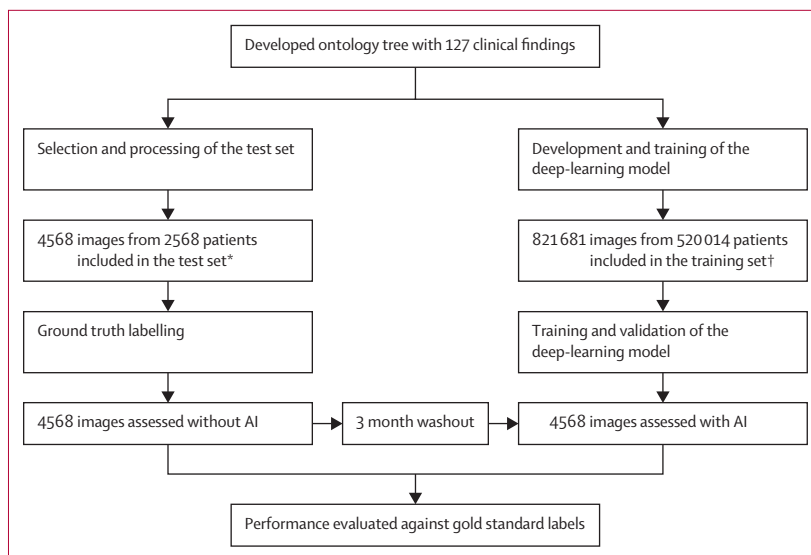 Developed ontology tree with 127 clinical findings
Selection and processing of the test set
Development and training of the
deep-learning model
4568 images from 2568 patients
included in the test set*
821 681 images from 520 014 patients
included in the training set†
Ground truth labelling
Training and validation of the
deep-learning model
4568 images assessed without AI
3 month washout
4568 images assessed with AI
Performance evaluated against gold standard labels